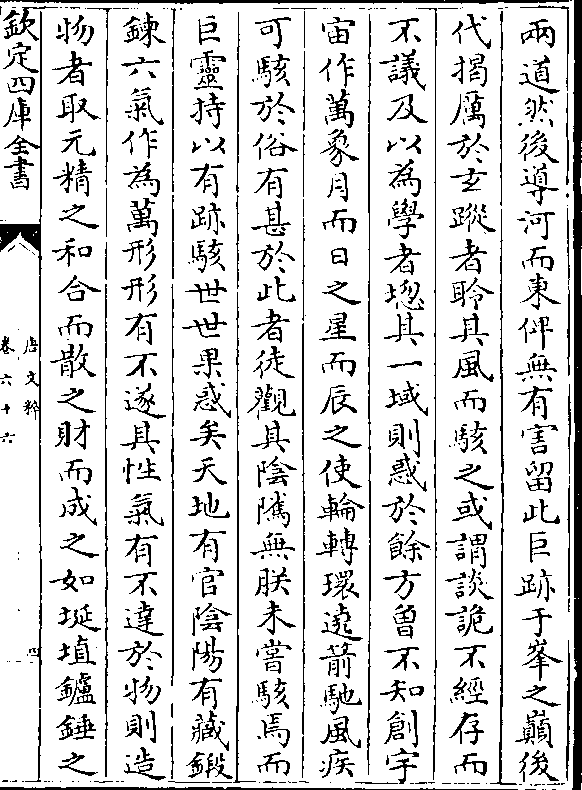 兩道然後導河而東俾無有害留此巨跡于峯之巔後
代揭厲於𤣥蹤者聆其風而駭之或謂談詭不經存而
不議及以為學者惣其一域則惑於餘方曾不知創宇
宙作萬象月而日之星而辰之使輪轉環遶箭馳風疾
可駭於俗有甚於此者徒觀其陰隲無朕未嘗駭焉而
巨靈持以有跡駭世世果惑矣天地有官陰陽有藏鍛
鍊六氣作為萬形形有不遂其性氣有不達於物則造
物者取元精之和合而散之財而成之如埏埴鑪錘之
欽定四庫全書
唐文粹
卷六十六
四